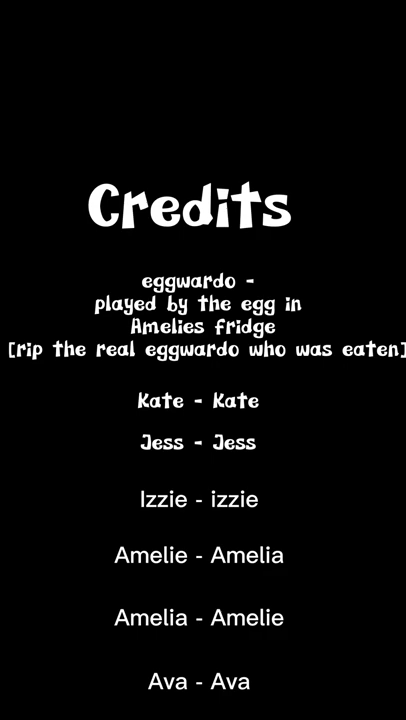 Credits
eggwardo -
played by the egg in
Amelies fridge
[rip the real eggwardo who was eaten]
Kate - Kate
Jess - Jess
Izzie - izzie
Amelie - Amelia
Amelia - Amelie
Ava - Ava